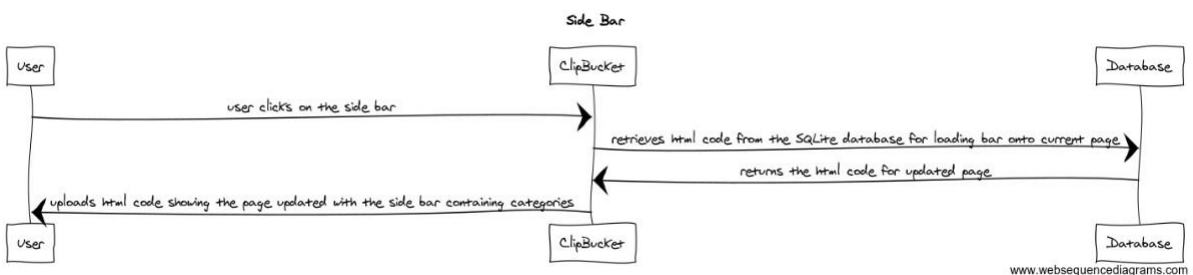 Side Bar
User
ClipBucket
Database
user clicks on the side bar
retrieves html code from the SQLite database for loading bar onto current page
returns the html code for updated page
uploads html code showing the page updated with the side bar containing categories
User
ClipBucket
Database
www.websequencediagrams.com